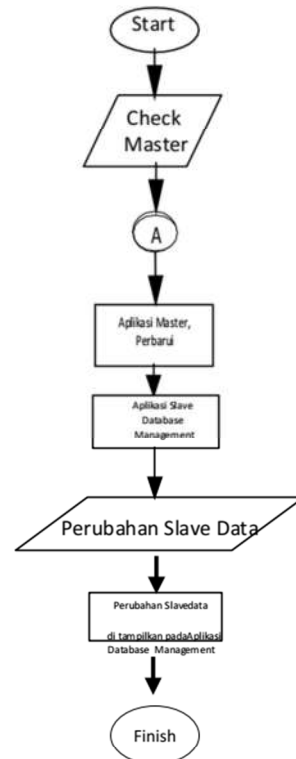 Start
Check
Master
A
Aplikasi Master,
Perbarui
Aplikasi Slave
Database
Management
Perubahan Slave Data
Perubahan Slavedata
di tampilkan padaAplikasi
Database Management
Finish